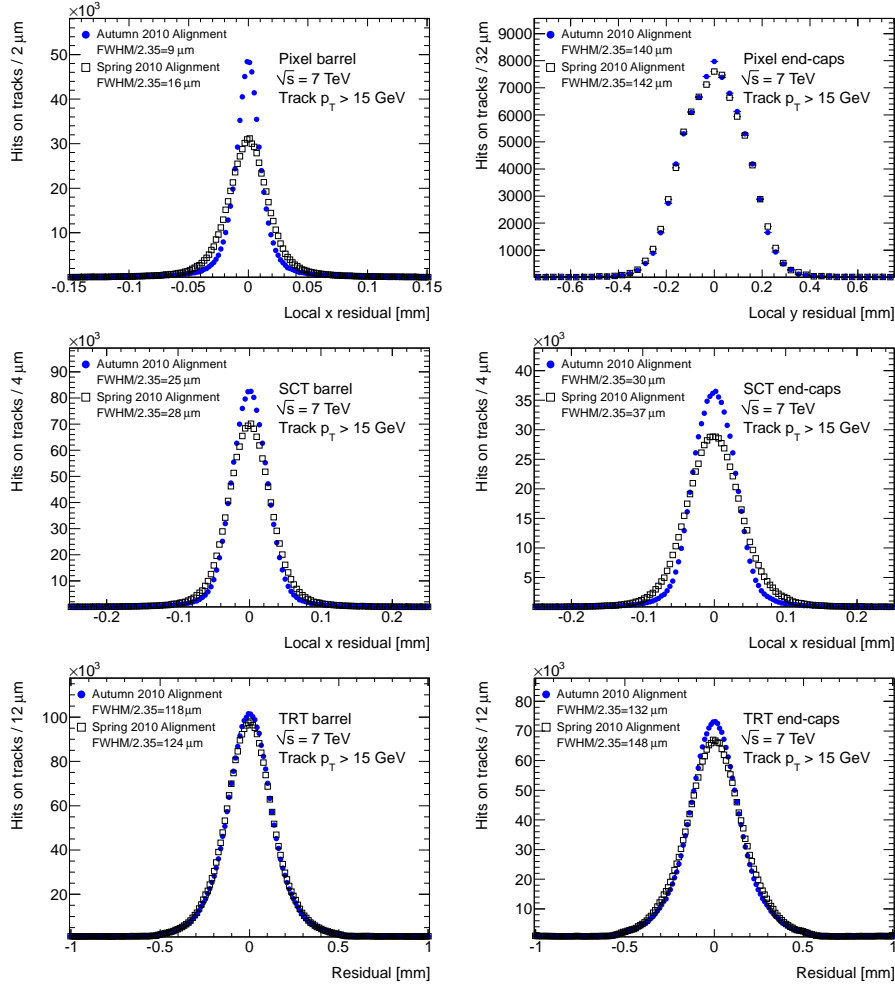 ×10³
Hits on tracks / 2 μm
50
40
30
20
10
Autumn 2010 Alignment
FWHM/2.35=9 μm
Spring 2010 Alignment
FWHM/2.35=16 μm
Pixel barrel
√s = 7 TeV
Track p_T > 15 GeV
-0.15 -0.1 -0.05 0 0.05 0.1 0.15
Local x residual [mm]
Hits on tracks / 32 μm
9000
8000
7000
6000
5000
4000
3000
2000
1000
Autumn 2010 Alignment
FWHM/2.35=140 μm
Spring 2010 Alignment
FWHM/2.35=142 μm
Pixel end-caps
√s = 7 TeV
Track p_T > 15 GeV
-0.6 -0.4 -0.2 0 0.2 0.4 0.6
Local y residual [mm]
×10³
Hits on tracks / 4 μm
90
80
70
60
50
40
30
20
10
Autumn 2010 Alignment
FWHM/2.35=25 μm
Spring 2010 Alignment
FWHM/2.35=28 μm
SCT barrel
√s = 7 TeV
Track p_T > 15 GeV
-0.2 -0.1 0 0.1 0.2
Local x residual [mm]
×10³
Hits on tracks / 4 μm
40
35
30
25
20
15
10
5
Autumn 2010 Alignment
FWHM/2.35=30 μm
Spring 2010 Alignment
FWHM/2.35=37 μm
SCT end-caps
√s = 7 TeV
Track p_T > 15 GeV
-0.2 -0.1 0 0.1 0.2
Local x residual [mm]
×10³
Hits on tracks / 12 μm
100
80
60
40
20
Autumn 2010 Alignment
FWHM/2.35=118 μm
Spring 2010 Alignment
FWHM/2.35=124 μm
TRT barrel
√s = 7 TeV
Track p_T > 15 GeV
-1 -0.5 0 0.5 1
Residual [mm]
×10³
Hits on tracks / 12 μm
80
70
60
50
40
30
20
10
Autumn 2010 Alignment
FWHM/2.35=132 μm
Spring 2010 Alignment
FWHM/2.35=148 μm
TRT end-caps
√s = 7 TeV
Track p_T > 15 GeV
-1 -0.5 0 0.5 1
Residual [mm]